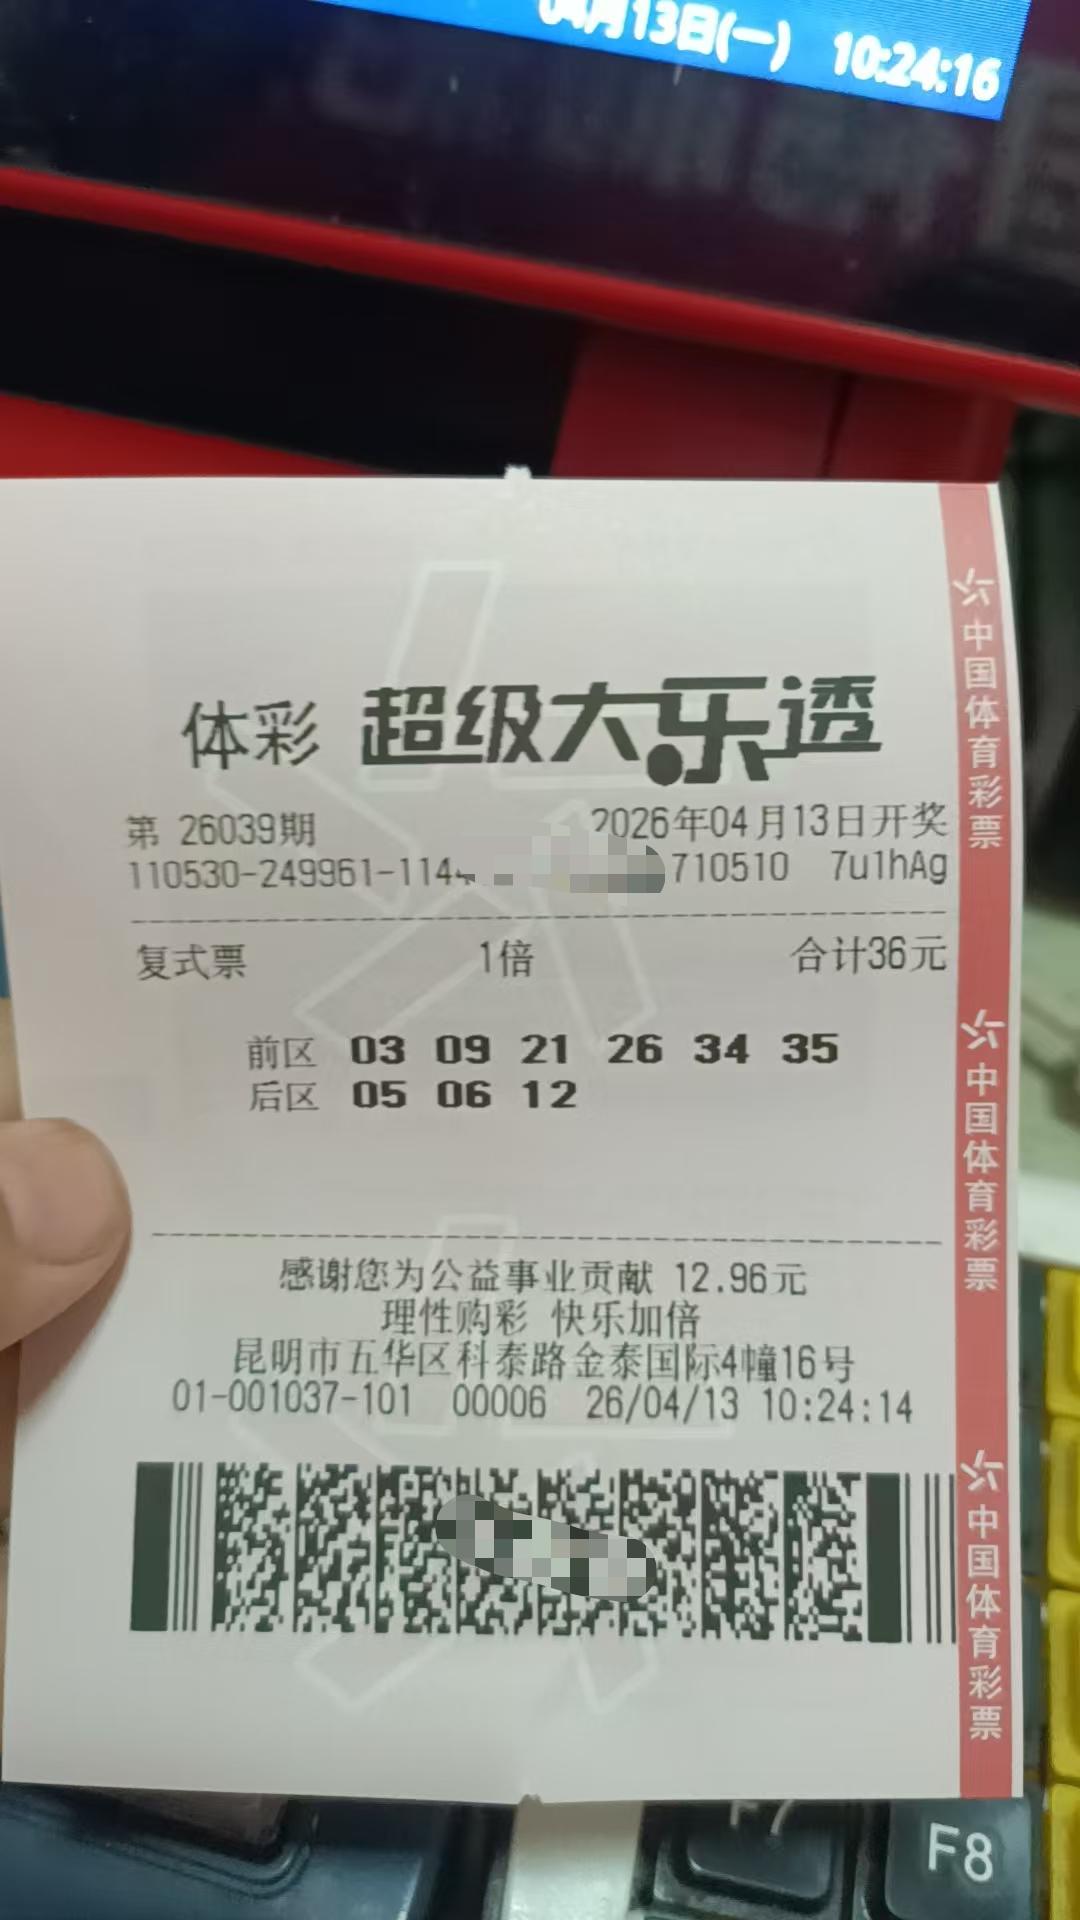 04月13日(一) 10:24:16
体彩 超级大乐透
第 26039期 2026年04月13日开奖
110530-249961-114 710510 7u1hAg
复式票 1倍 合计36元
前区 03 09 21 26 34 35
后区 05 06 12
感谢您为公益事业贡献 12.96元
理性购彩 快乐加倍
昆明市五华区科泰路金泰国际4幢16号
01-001037-101 00006 26/04/13 10:24:14
中国体育彩票
中国体育彩票
中国体育彩票
F7
F8